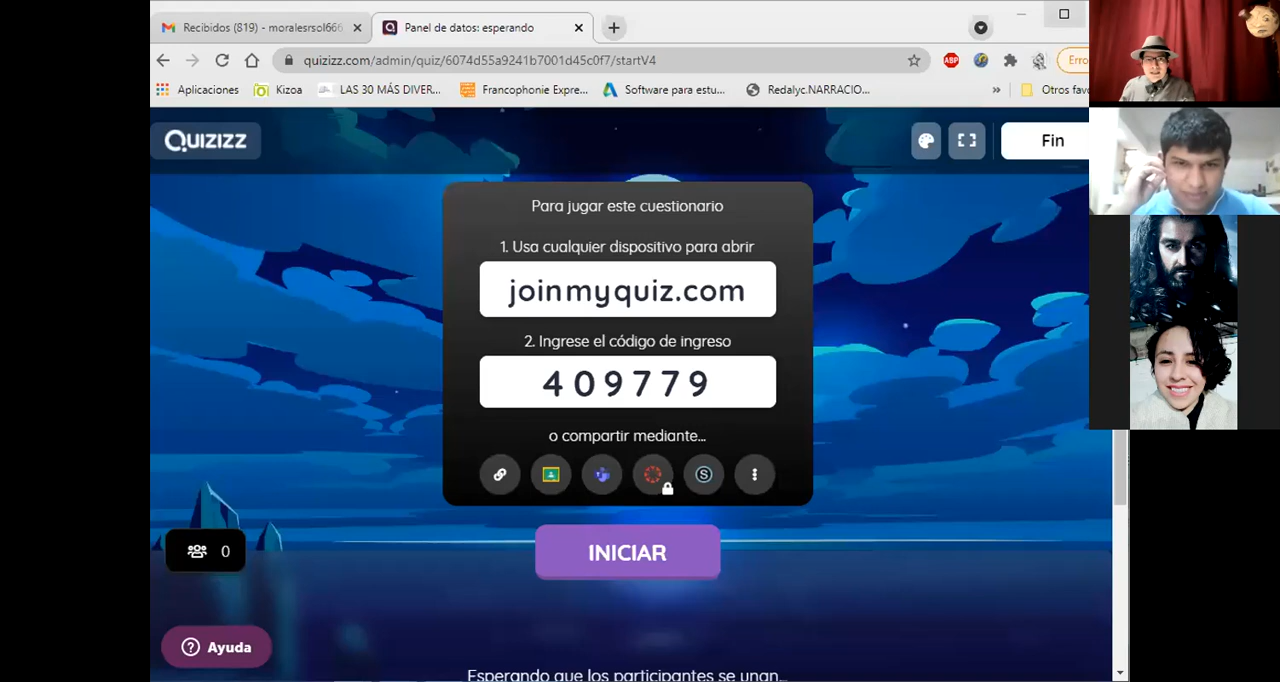 Recibidos (819) - moralesrsol666
Panel de datos: esperando
quizizz.com/admin/quiz/6074d55a9241b7001d45c0f7/startV4
ABP
Erro
Aplicaciones
Kizoa
LAS 30 MÁS DIVER...
Francophonie Expre...
Software para estu...
Redalyc.NARRACIO...
»
Otros favo
Quizizz
Fin
Para jugar este cuestionario
1. Usa cualquier dispositivo para abrir
joinmyquiz.com
2. Ingrese el código de ingreso
409779
o compartir mediante...
0
INICIAR
Ayuda
Esperando que los participantes se unan...